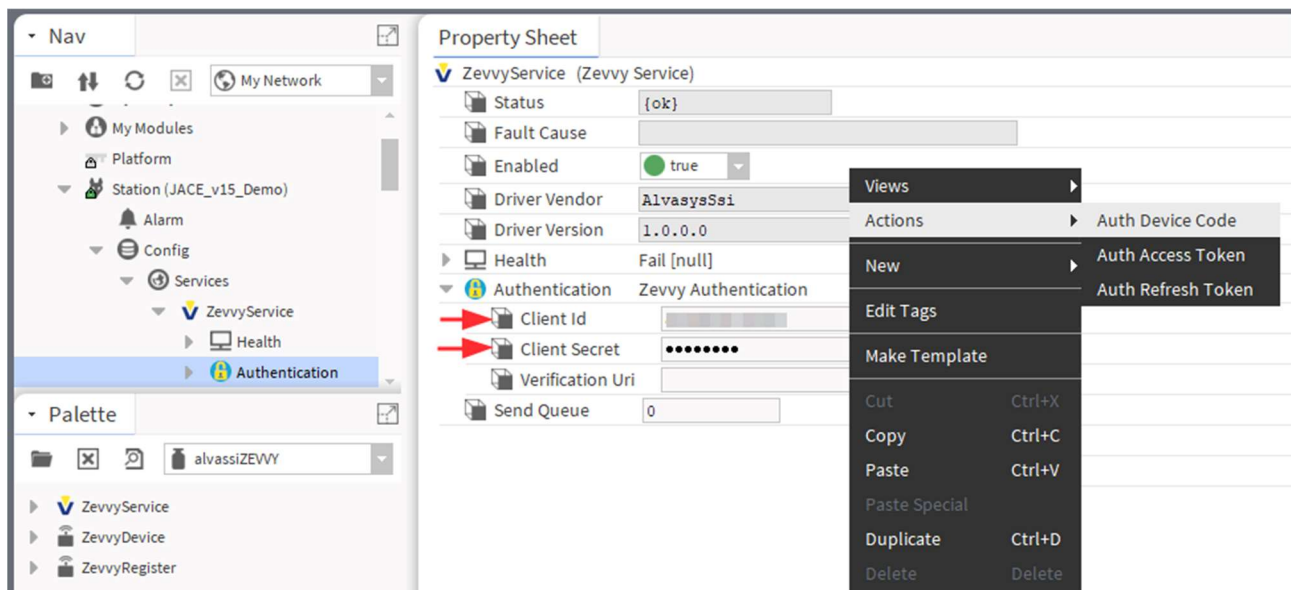 Nav
My Network
My Modules
Platform
Station (JACE_v15_Demo)
Alarm
Config
Services
ZevvyService
Health
Authentication
Palette
alvassiZEVVY
ZevvyService
ZevvyDevice
ZevvyRegister
Property Sheet
ZevvyService (Zevvy Service)
Status {ok}
Fault Cause
Enabled true
Driver Vendor AlvasysSsi
Driver Version 1.0.0.0
Health Fail [null]
Authentication Zevvy Authentication
Client Id
Client Secret ••••••••
Verification Uri
Send Queue 0
Views
Actions
New
Edit Tags
Make Template
Cut Ctrl+X
Copy Ctrl+C
Paste Ctrl+V
Paste Special
Duplicate Ctrl+D
Delete Delete
Auth Device Code
Auth Access Token
Auth Refresh Token